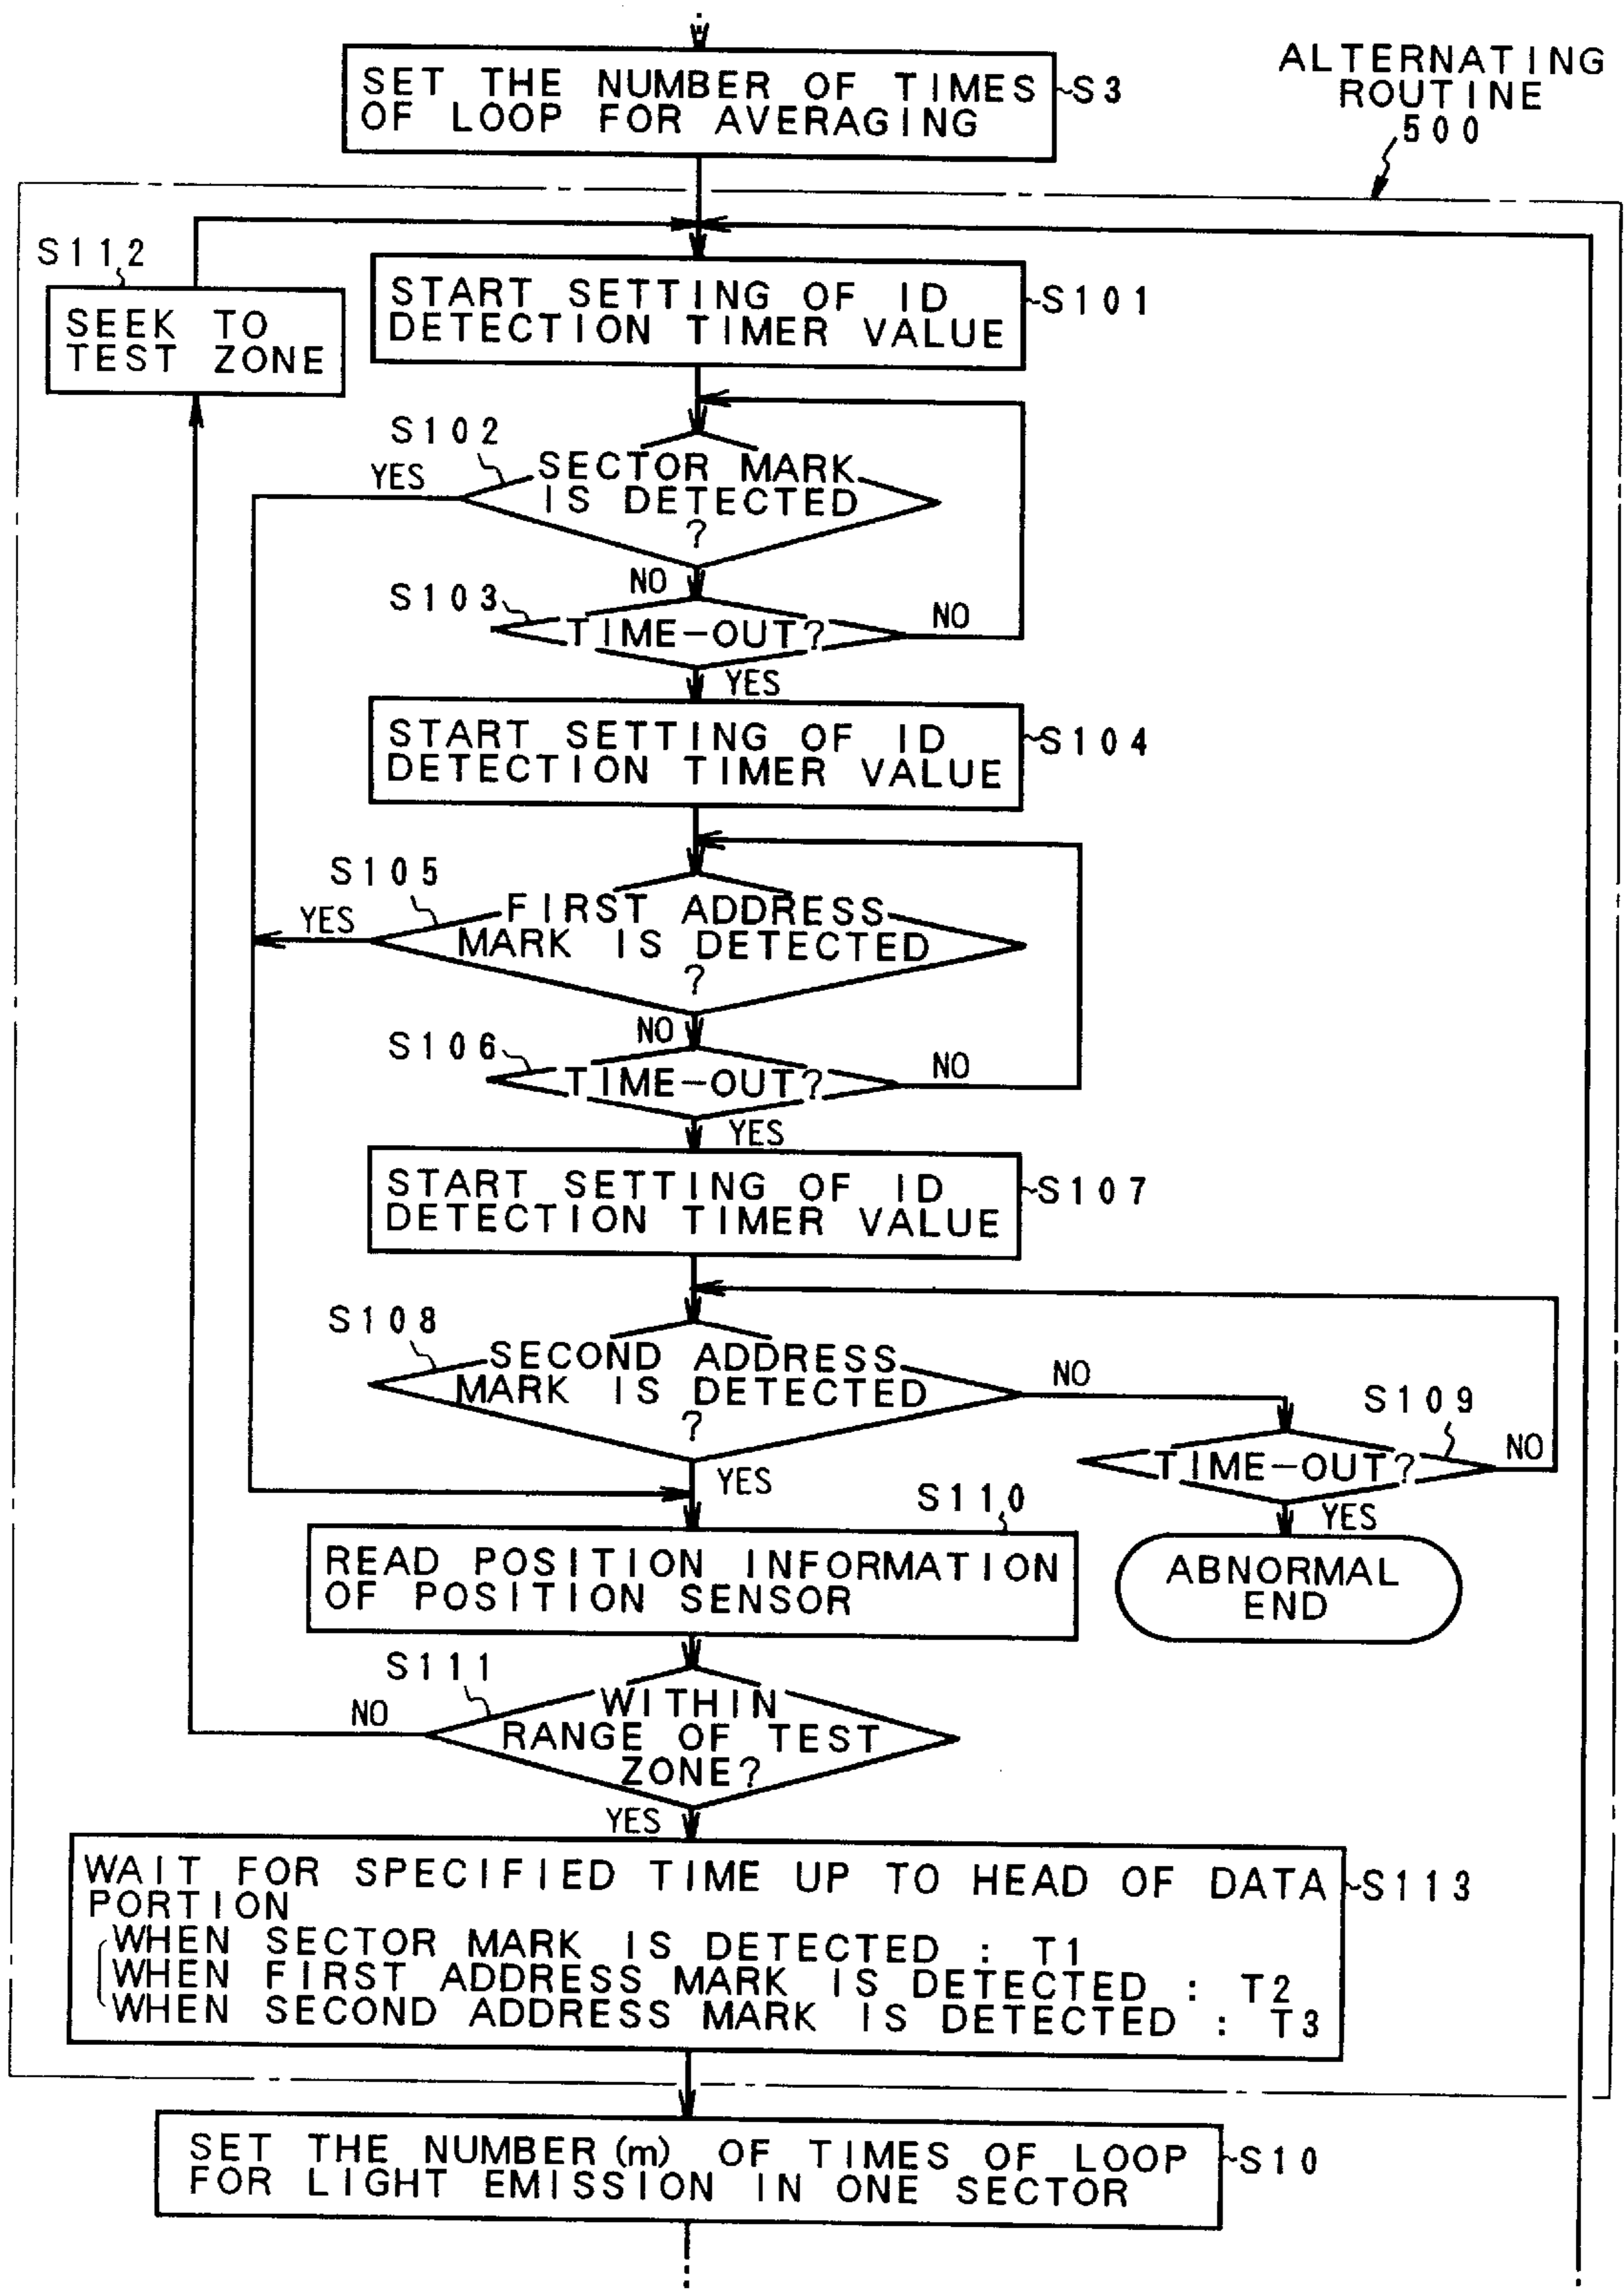 SET THE NUMBER OF TIMES
OF LOOP FOR AVERAGING
S3
ALTERNATING
ROUTINE
500
S112
SEEK TO
TEST ZONE
START SETTING OF ID
DETECTION TIMER VALUE
S101
S102
YES
SECTOR MARK
IS DETECTED
?
NO
S103
TIME-OUT?
NO
YES
START SETTING OF ID
DETECTION TIMER VALUE
S104
S105
YES
FIRST ADDRESS
MARK IS DETECTED
?
NO
S106
TIME-OUT?
NO
YES
START SETTING OF ID
DETECTION TIMER VALUE
S107
S108
SECOND ADDRESS
MARK IS DETECTED
?
NO
S109
TIME-OUT?
NO
YES
YES
ABNORMAL
END
S110
READ POSITION INFORMATION
OF POSITION SENSOR
S111
NO
WITHIN
RANGE OF TEST
ZONE?
YES
WAIT FOR SPECIFIED TIME UP TO HEAD OF DATA
PORTION
WHEN SECTOR MARK IS DETECTED : T1
WHEN FIRST ADDRESS MARK IS DETECTED : T2
WHEN SECOND ADDRESS MARK IS DETECTED : T3
S113
SET THE NUMBER (m) OF TIMES OF LOOP
FOR LIGHT EMISSION IN ONE SECTOR
S10